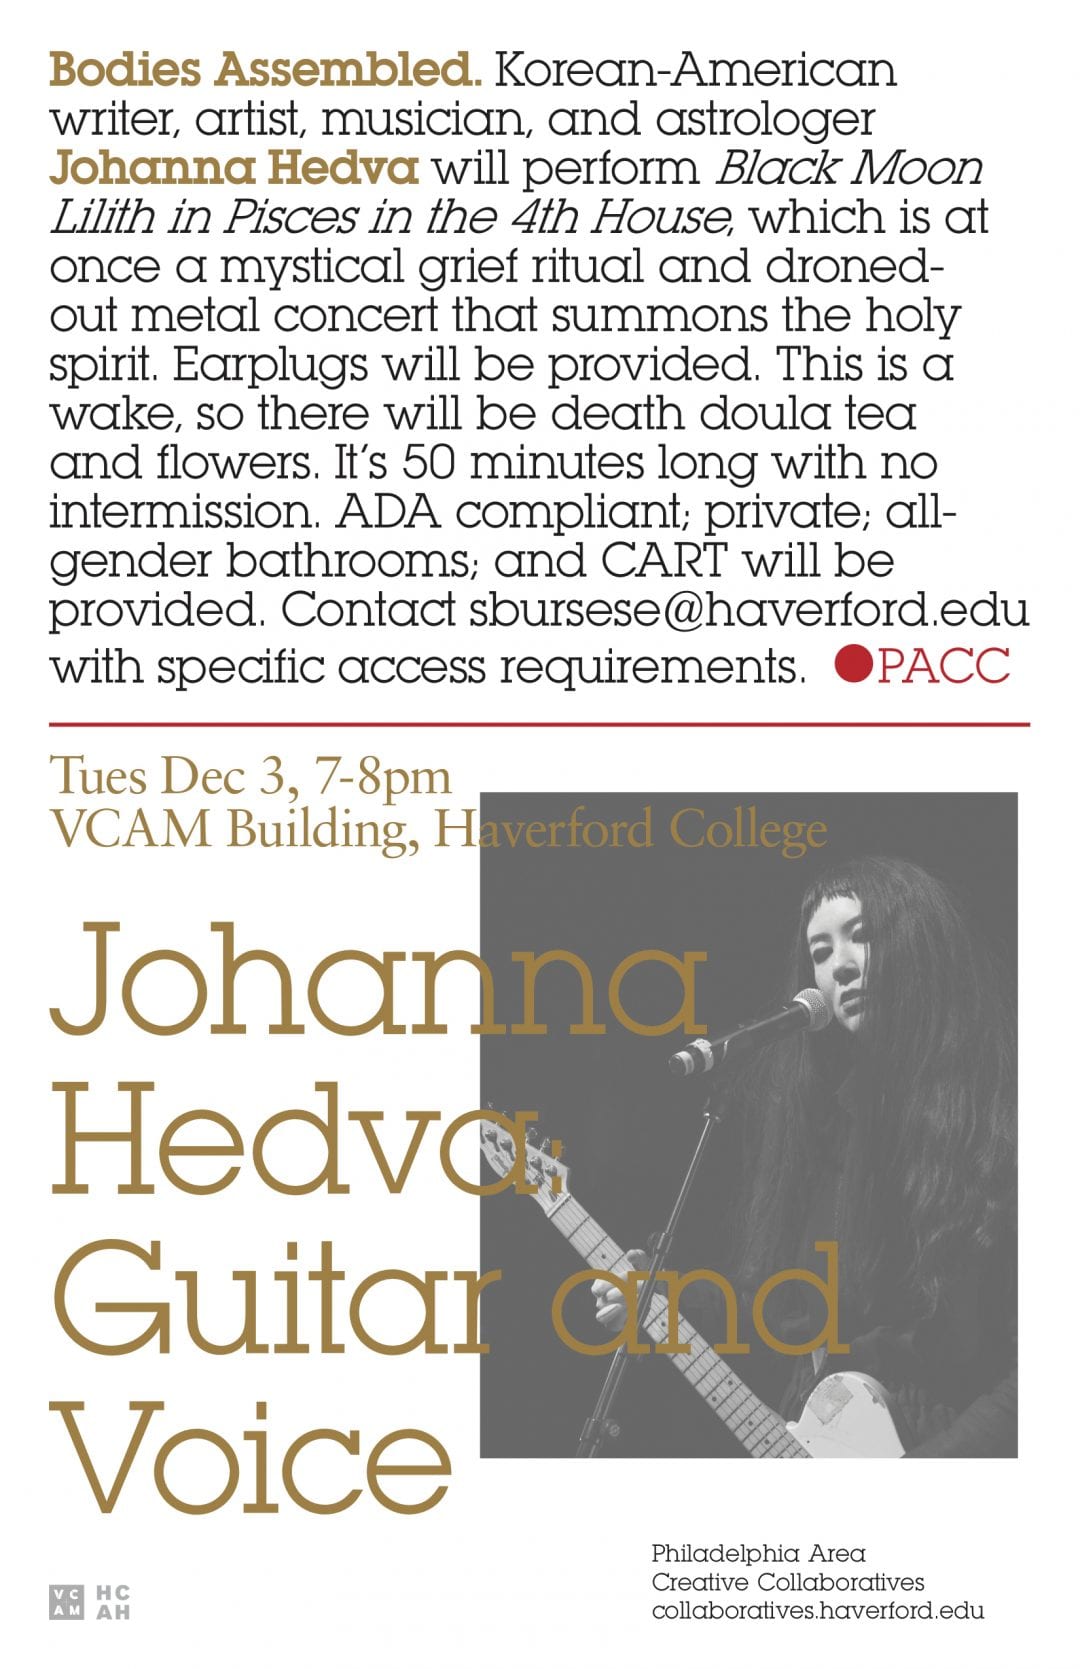 Bodies Assembled. Korean-American
writer, artist, musician, and astrologer
Johanna Hedva will perform Black Moon
Lilith in Pisces in the 4th House, which is at
once a mystical grief ritual and droned-
out metal concert that summons the holy
spirit. Earplugs will be provided. This is a
wake, so there will be death doula tea
and flowers. It's 50 minutes long with no
intermission. ADA compliant; private; all-
gender bathrooms; and CART will be
provided. Contact sbursese@haverford.edu
with specific access requirements. PACC
Tues Dec 3, 7-8pm
VCAM Building, Haverford College
Johanna
Hedva:
Guitar and
Voice
Philadelphia Area
Creative Collaboratives
collaboratives.haverford.edu
VC HC
AM AH